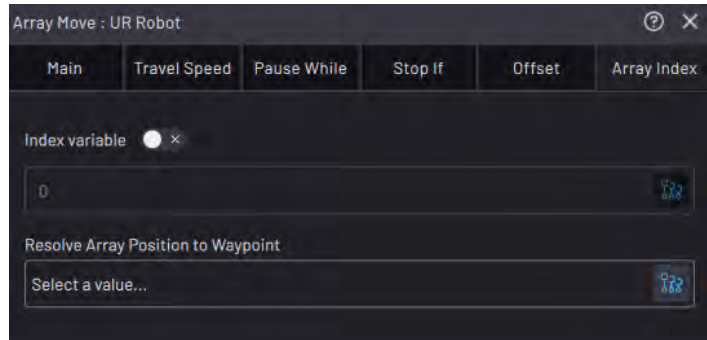 Array Move : UR Robot
Main Travel Speed Pause While Stop If Offset Array Index
Index variable
0
Resolve Array Position to Waypoint
Select a value...